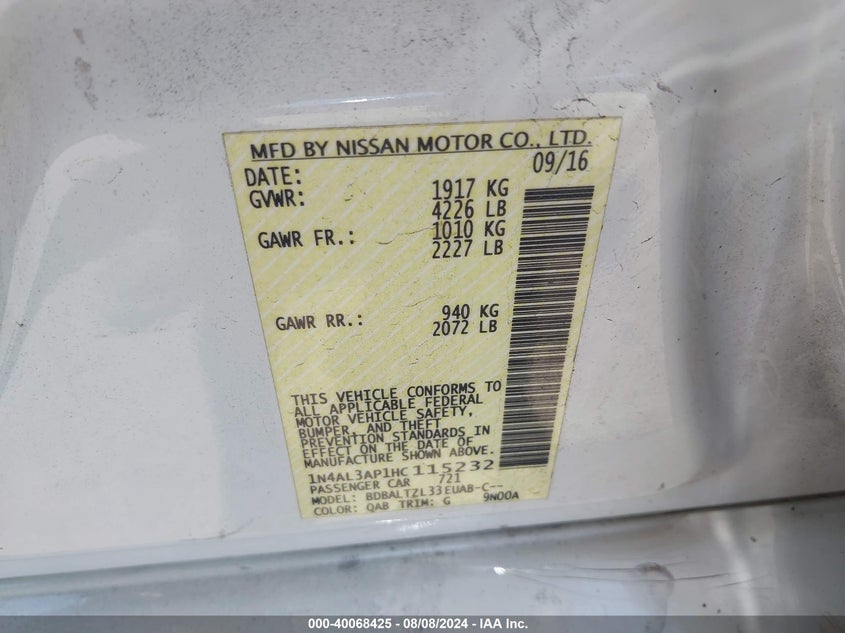 MFD BY NISSAN MOTOR CO., LTD.
DATE: 09/16
GVWR: 1917 KG
4226 LB
GAWR FR.: 1010 KG
2227 LB
GAWR RR.: 940 KG
2072 LB
THIS VEHICLE CONFORMS TO
ALL APPLICABLE FEDERAL
MOTOR VEHICLE SAFETY,
BUMPER, AND THEFT
PREVENTION STANDARDS IN
EFFECT ON THE DATE OF
MANUFACTURE SHOWN ABOVE.
1N4AL3AP1HC115232
PASSENGER CAR 721
MODEL: BDBALTZL33EUAB-C--
COLOR: QAB TRIM: G 9N00A
000-40068425 - 08/08/2024 - IAA Inc.